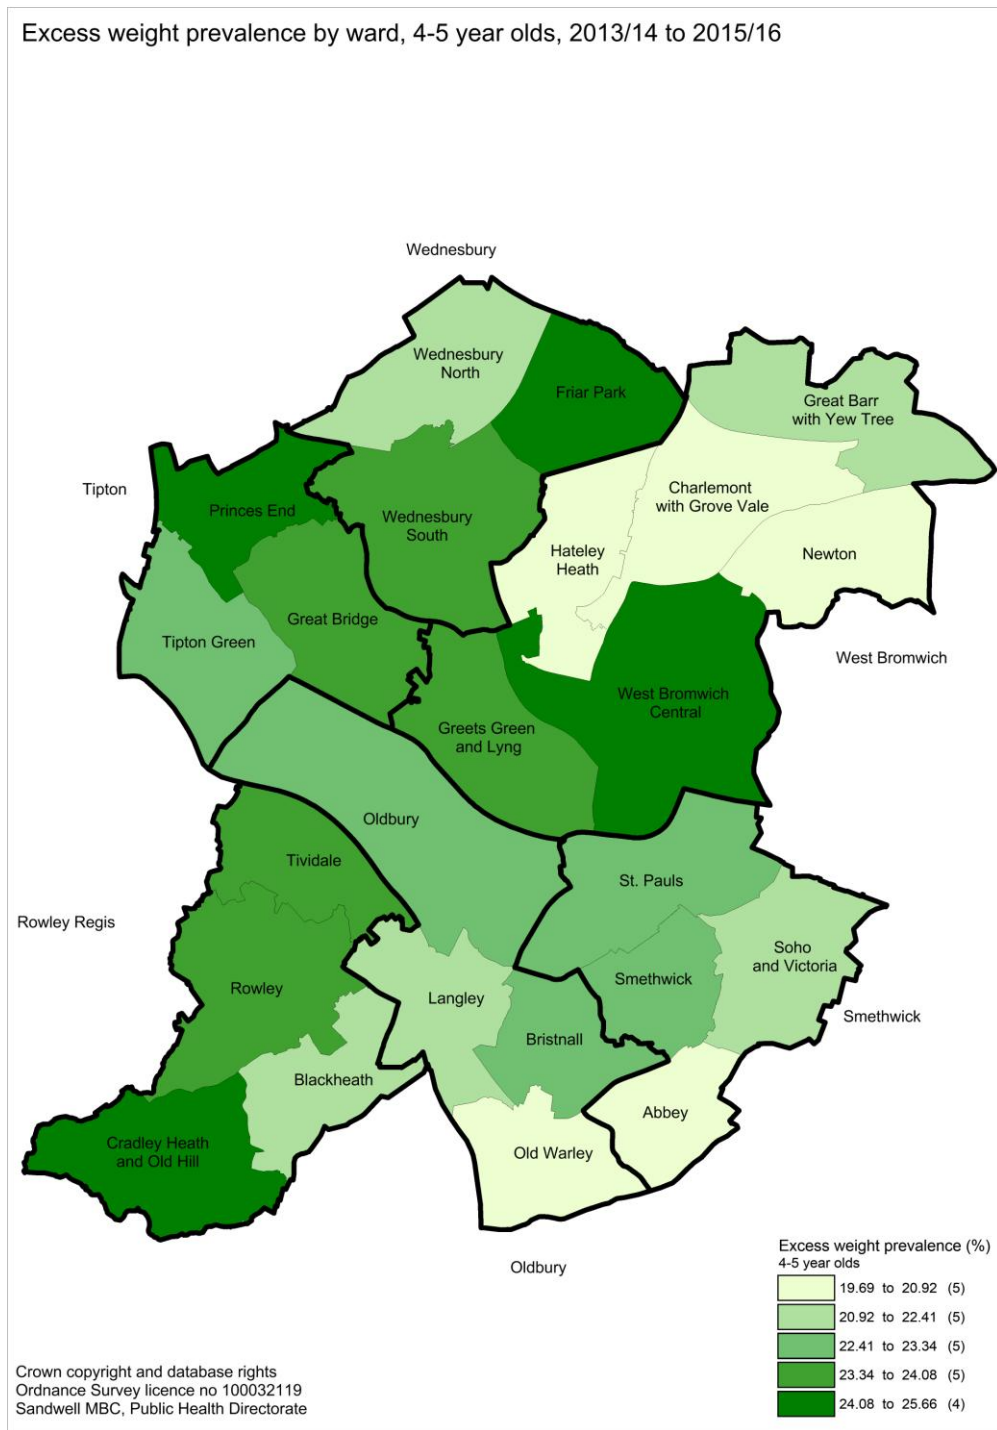 Excess weight prevalence by ward, 4-5 year olds, 2013/14 to 2015/16
Wednesbury
Wednesbury
North
Friar Park
Great Barr
with Yew Tree
Tipton
Princes End
Wednesbury
South
Charlemont
with Grove Vale
Hateley
Heath
Newton
Great Bridge
Tipton Green
West Bromwich
West Bromwich
Central
Greets Green
and Lyng
Oldbury
Tividale
St. Pauls
Rowley Regis
Soho
and Victoria
Smethwick
Rowley
Langley
Smethwick
Bristnall
Blackheath
Abbey
Cradley Heath
and Old Hill
Old Warley
Oldbury
Excess weight prevalence (%)
4-5 year olds
19.69 to 20.92 (5)
20.92 to 22.41 (5)
22.41 to 23.34 (5)
23.34 to 24.08 (5)
24.08 to 25.66 (4)
Crown copyright and database rights
Ordnance Survey licence no 100032119
Sandwell MBC, Public Health Directorate